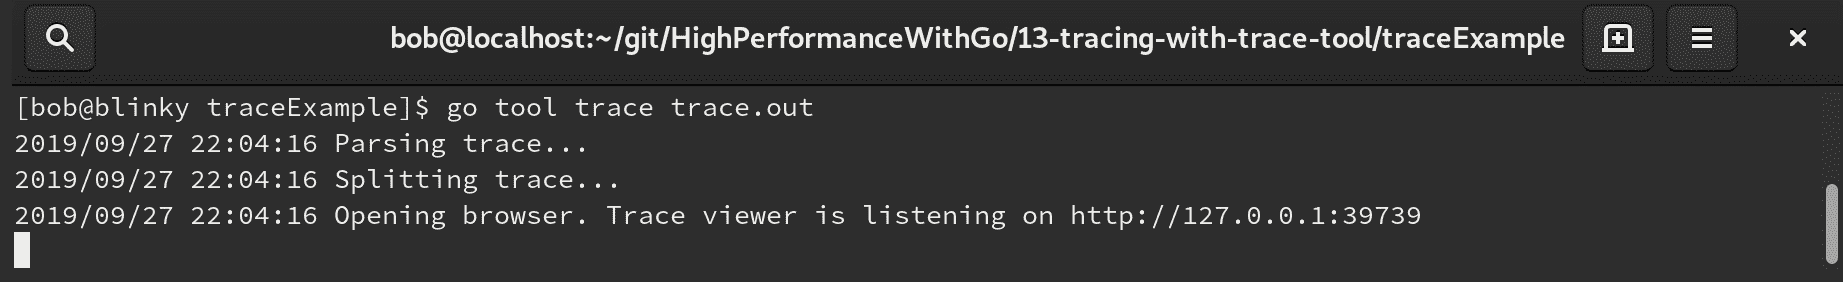 bob@localhost:~/git/HighPerformanceWithGo/13-tracing-with-trace-tool/traceExample
[bob@blinky traceExample]$ go tool trace trace.out
2019/09/27 22:04:16 Parsing trace...
2019/09/27 22:04:16 Splitting trace...
2019/09/27 22:04:16 Opening browser. Trace viewer is listening on http://127.0.0.1:39739